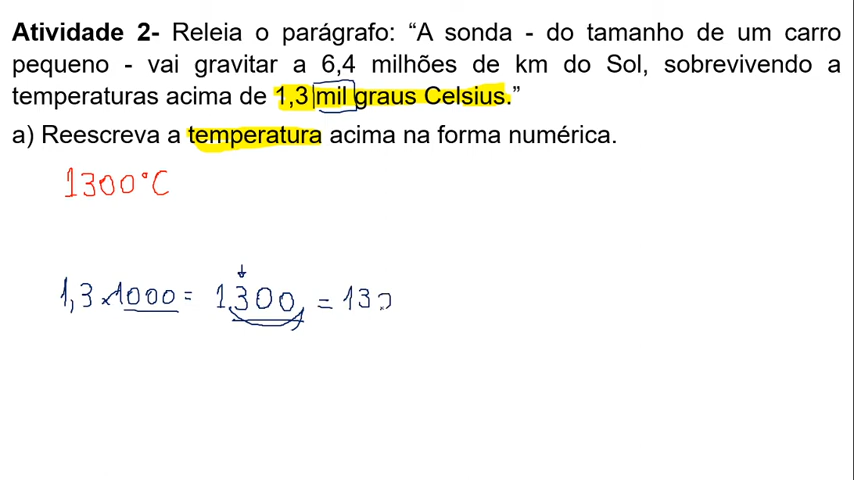 Atividade 2- Releia o parágrafo: “A sonda - do tamanho de um carro
pequeno - vai gravitar a 6,4 milhões de km do Sol, sobrevivendo a
temperaturas acima de 1,3 mil graus Celsius.”
a) Reescreva a temperatura acima na forma numérica.
1300°C
1,3 x 1000 = 1,300, = 13